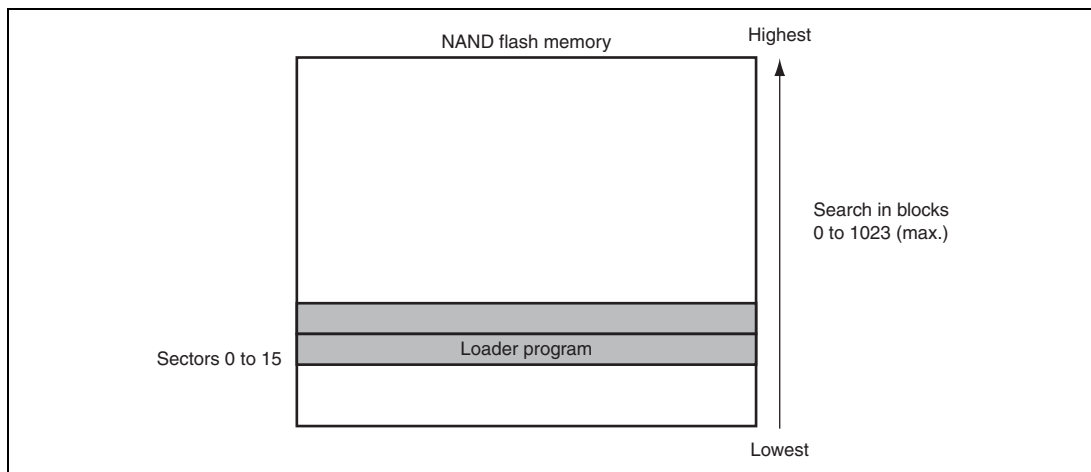 NAND flash memory
Highest
Search in blocks
0 to 1023 (max.)
Loader program
Sectors 0 to 15
Lowest